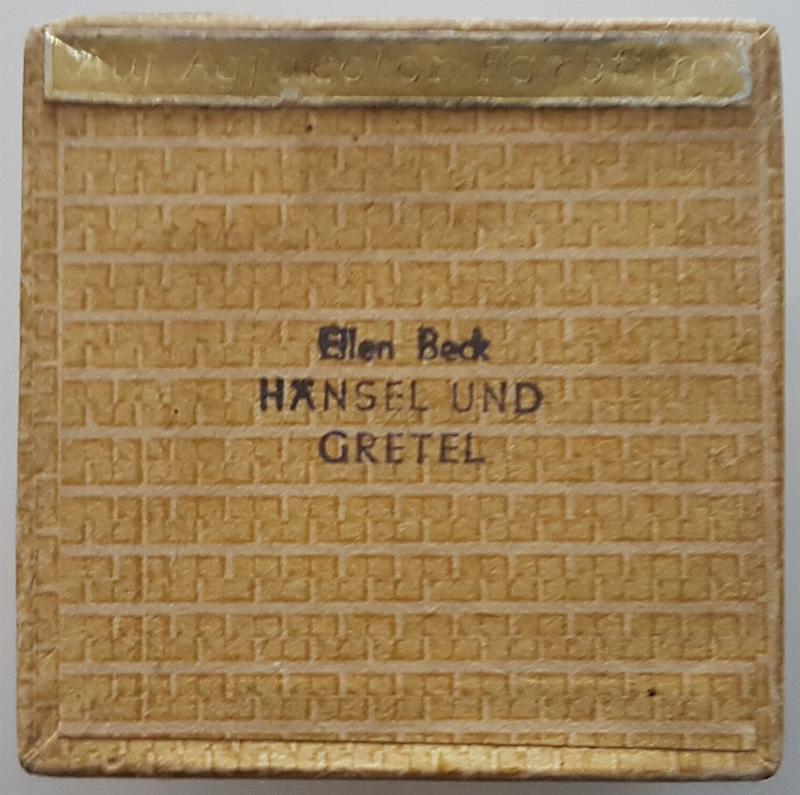 Auf Agfacolor Farbfilm
Ellen Beck
HÄNSEL UND
GRETEL